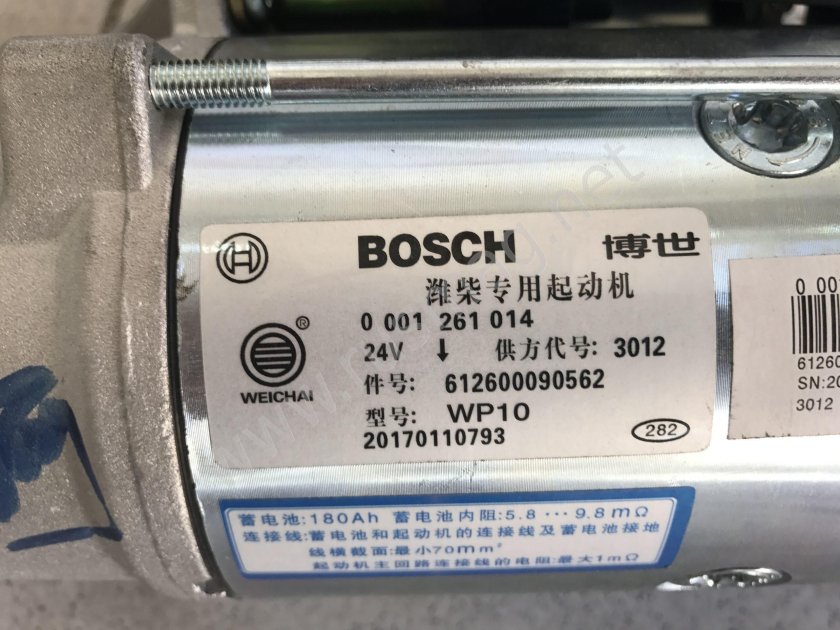 BOSCH 博世
潍柴专用起动机
0 001 261 014
24V ↓ 供方代号: 3012
件号: 612600090562
型号: WP10
20170110793
282
WEICHAI
®
0 00
61260
SN:20
3012
蓄电池:180Ah 蓄电池内阻:5.8 ··· 9.8mΩ
连接线:蓄电池和起动机的连接线及蓄电池接地
线横截面:最小70mm²
起动机主回路连接线的电阻:最大1mΩ